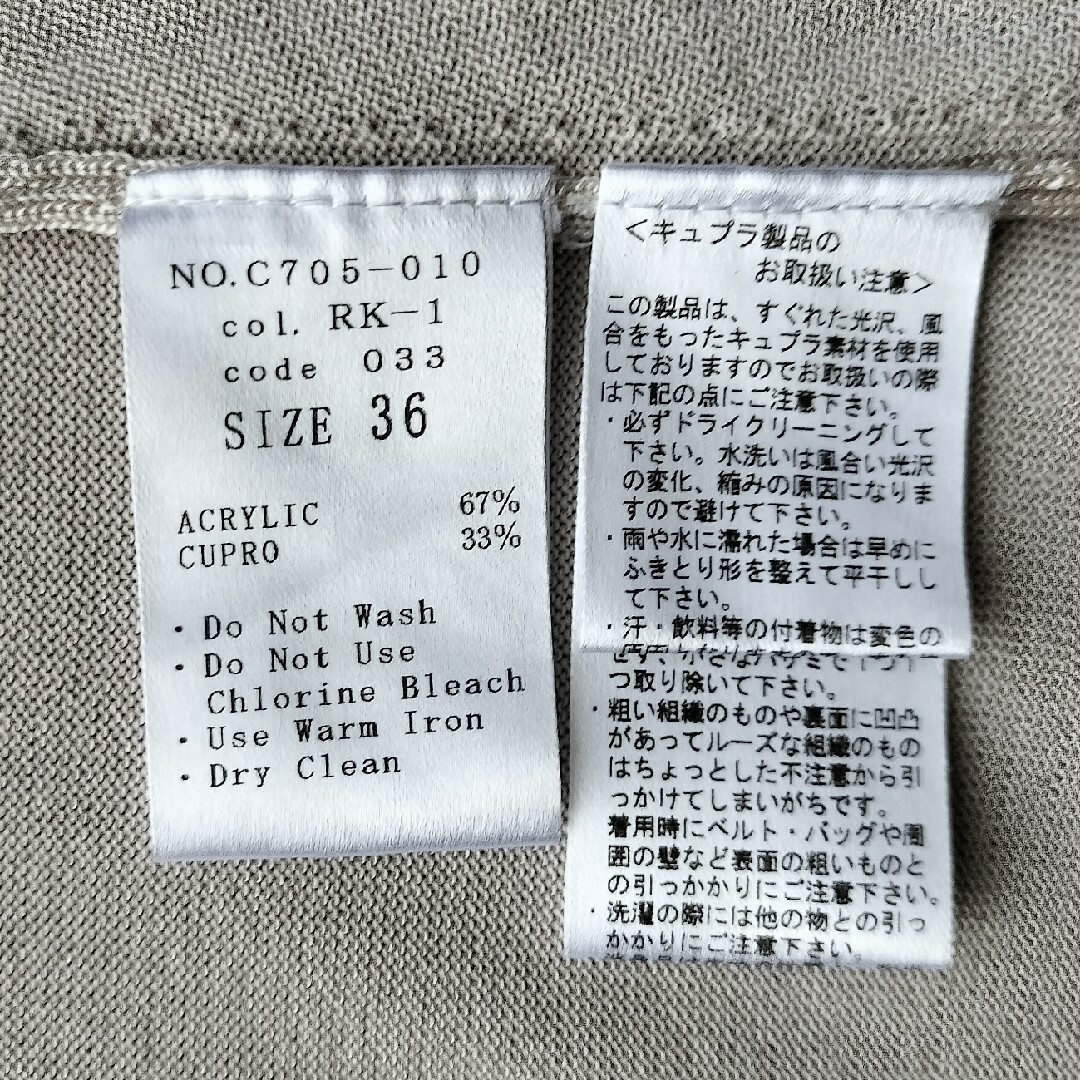 NO.C705-010
col. RK-1
code 033
SIZE 36
ACRYLIC 67%
CUPRO 33%
・Do Not Wash
・Do Not Use
Chlorine Bleach
・Use Warm Iron
・Dry Clean
＜キュプラ製品の
お取扱い注意＞
この製品は、すぐれた光沢、風
合をもったキュプラ素材を使用
しておりますのでお取扱いの際
は下記の点にご注意下さい。
・必ずドライクリーニングして
下さい。水洗いは風合い光沢
の変化、縮みの原因になりま
すので避けて下さい。
・雨や水に濡れた場合は早めに
ふきとり形を整えて平干しし
て下さい。
・汗・飲料等の付着物は変色の
つ取り除いて下さい。
・粗い組織のものや裏面に凹凸
があってルーズな組織のもの
はちょっとした不注意から引
っかけてしまいがちです。
着用時にベルト・バッグや周
囲の壁など表面の粗いものと
の引っかかりにご注意下さい。
・洗濯の際には他の物との引っ
かかりにご注意下さい。